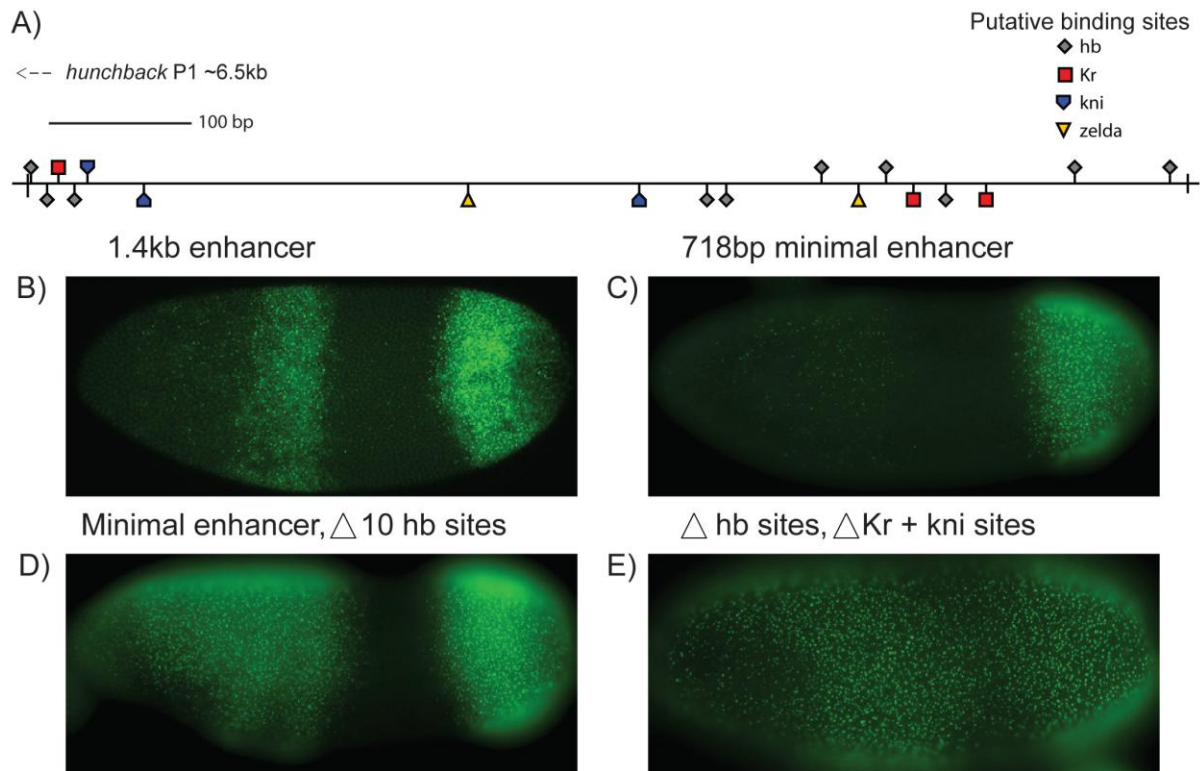 A)
Putative binding sites
hb
Kr
kni
zelda
<-- hunchback P1 ~6.5kb
100 bp
1.4kb enhancer
718bp minimal enhancer
B)
C)
Minimal enhancer, △ 10 hb sites
△ hb sites, △Kr + kni sites
D)
E)